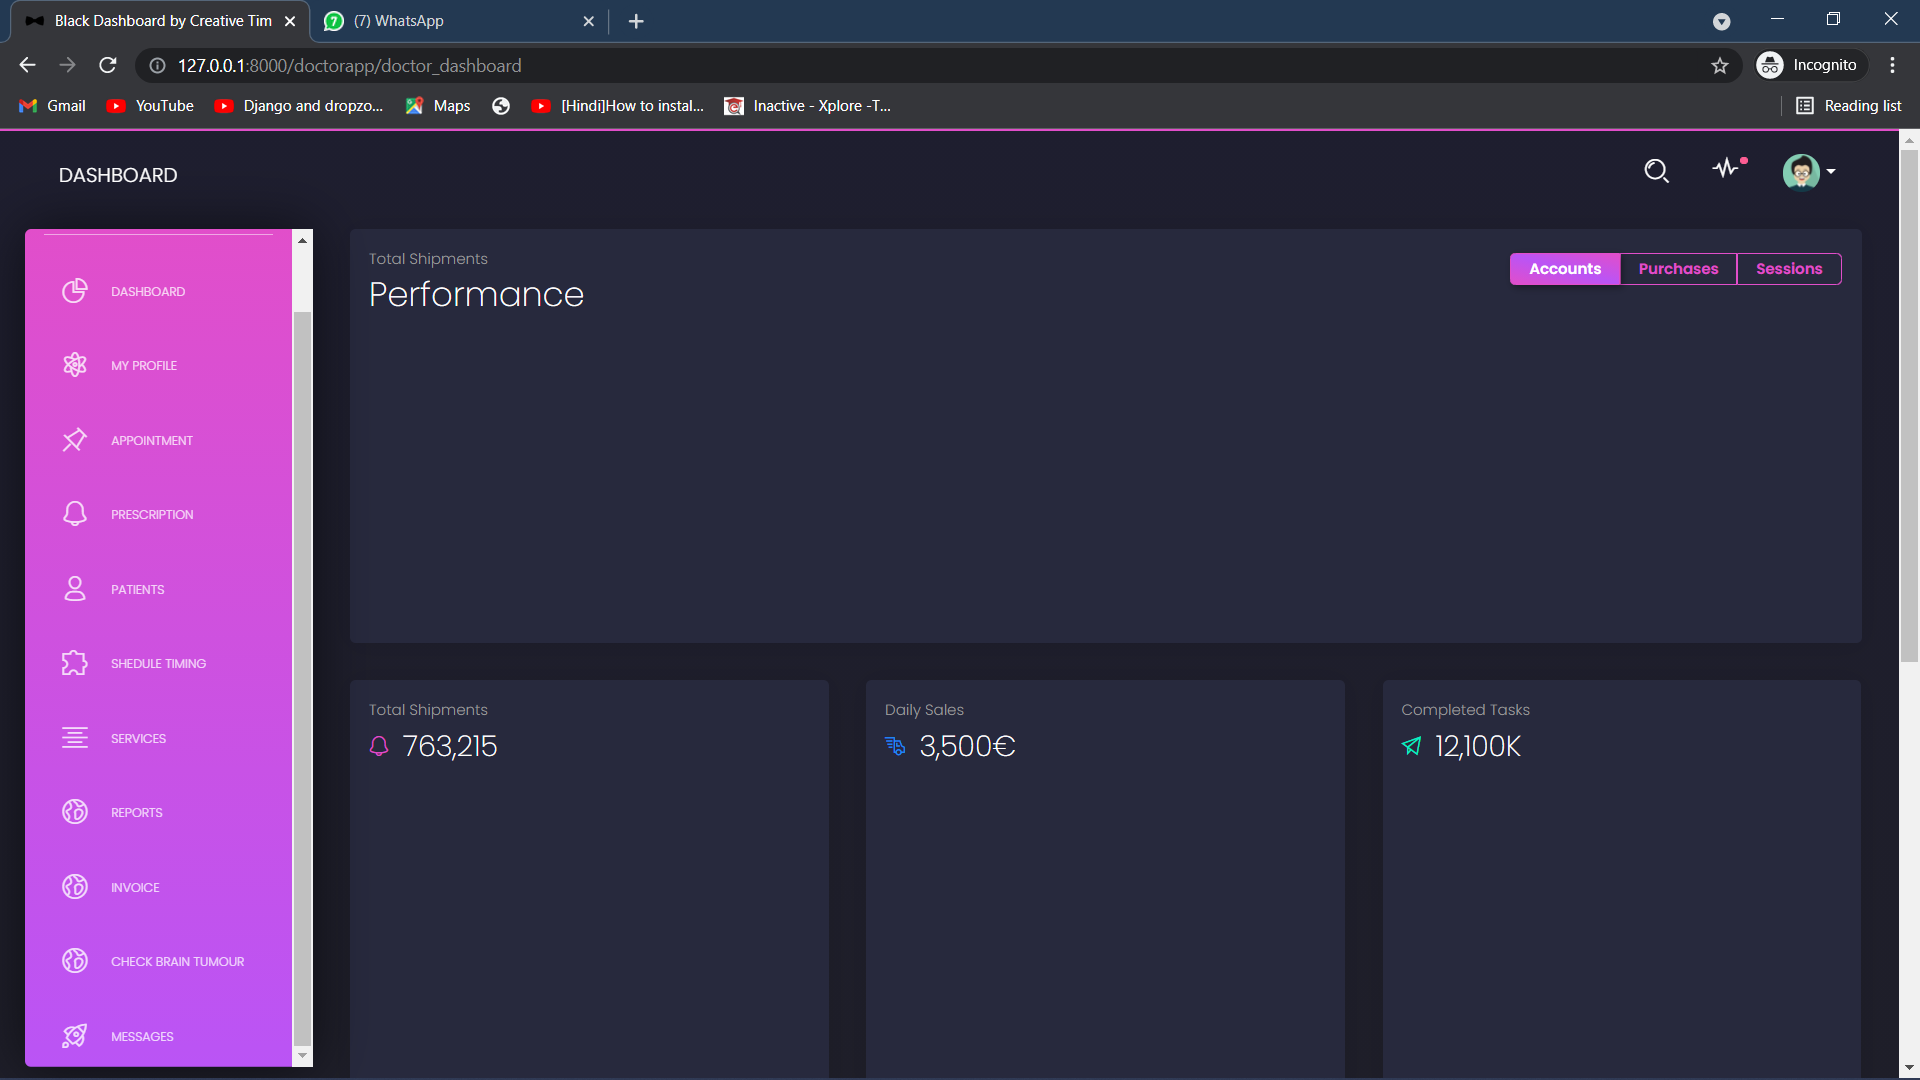 Black Dashboard by Creative Tim
7
(7) WhatsApp
127.0.0.1:8000/doctorapp/doctor_dashboard
Incognito
Gmail
YouTube
Django and dropzo...
Maps
[Hindi]How to instal...
Inactive - Xplore -T...
Reading list
DASHBOARD
DASHBOARD
MY PROFILE
APPOINTMENT
PRESCRIPTION
PATIENTS
SHEDULE TIMING
SERVICES
REPORTS
INVOICE
CHECK BRAIN TUMOUR
MESSAGES
Total Shipments
Performance
Accounts
Purchases
Sessions
Total Shipments
763,215
Daily Sales
3,500€
Completed Tasks
12,100K